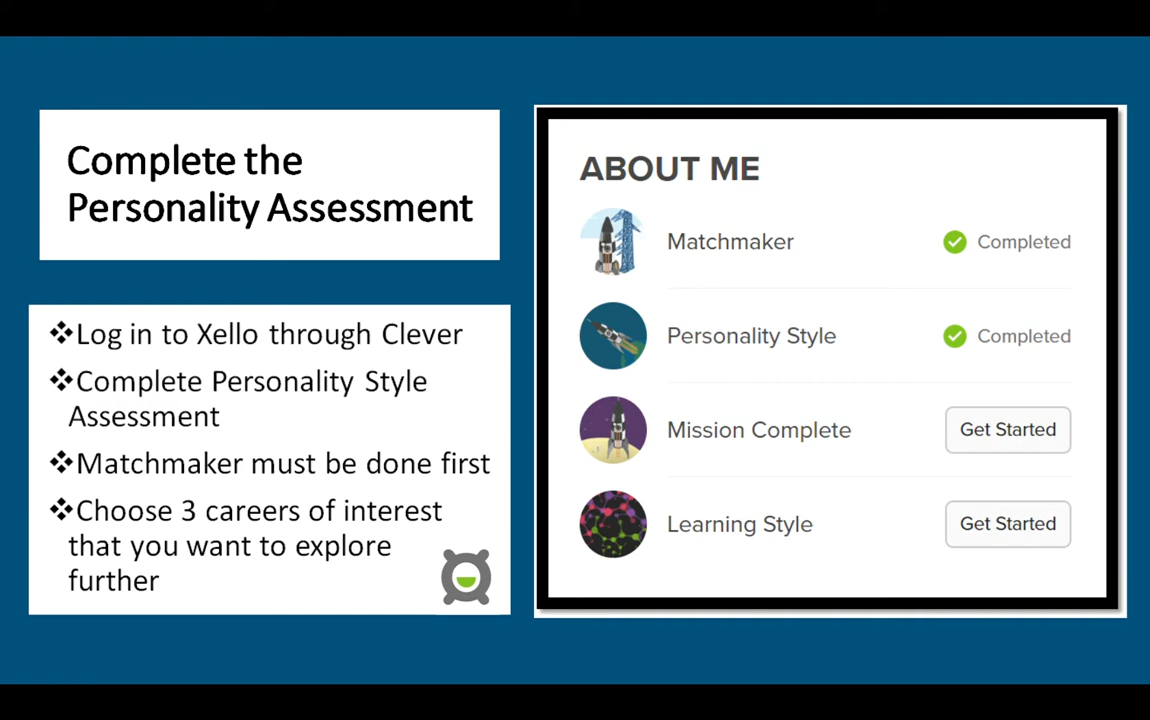 Complete the
Personality Assessment
❖Log in to Xello through Clever
❖Complete Personality Style
Assessment
❖Matchmaker must be done first
❖Choose 3 careers of interest
that you want to explore
further
ABOUT ME
Matchmaker Completed
Personality Style Completed
Mission Complete Get Started
Learning Style Get Started